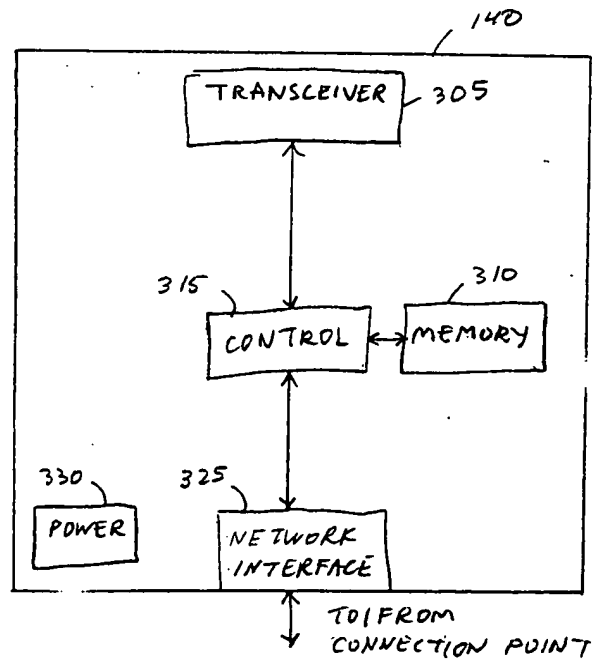 140
TRANSCEIVER
305
315
310
CONTROL
MEMORY
330
325
POWER
NETWORK
INTERFACE
TO/FROM
CONNECTION POINT